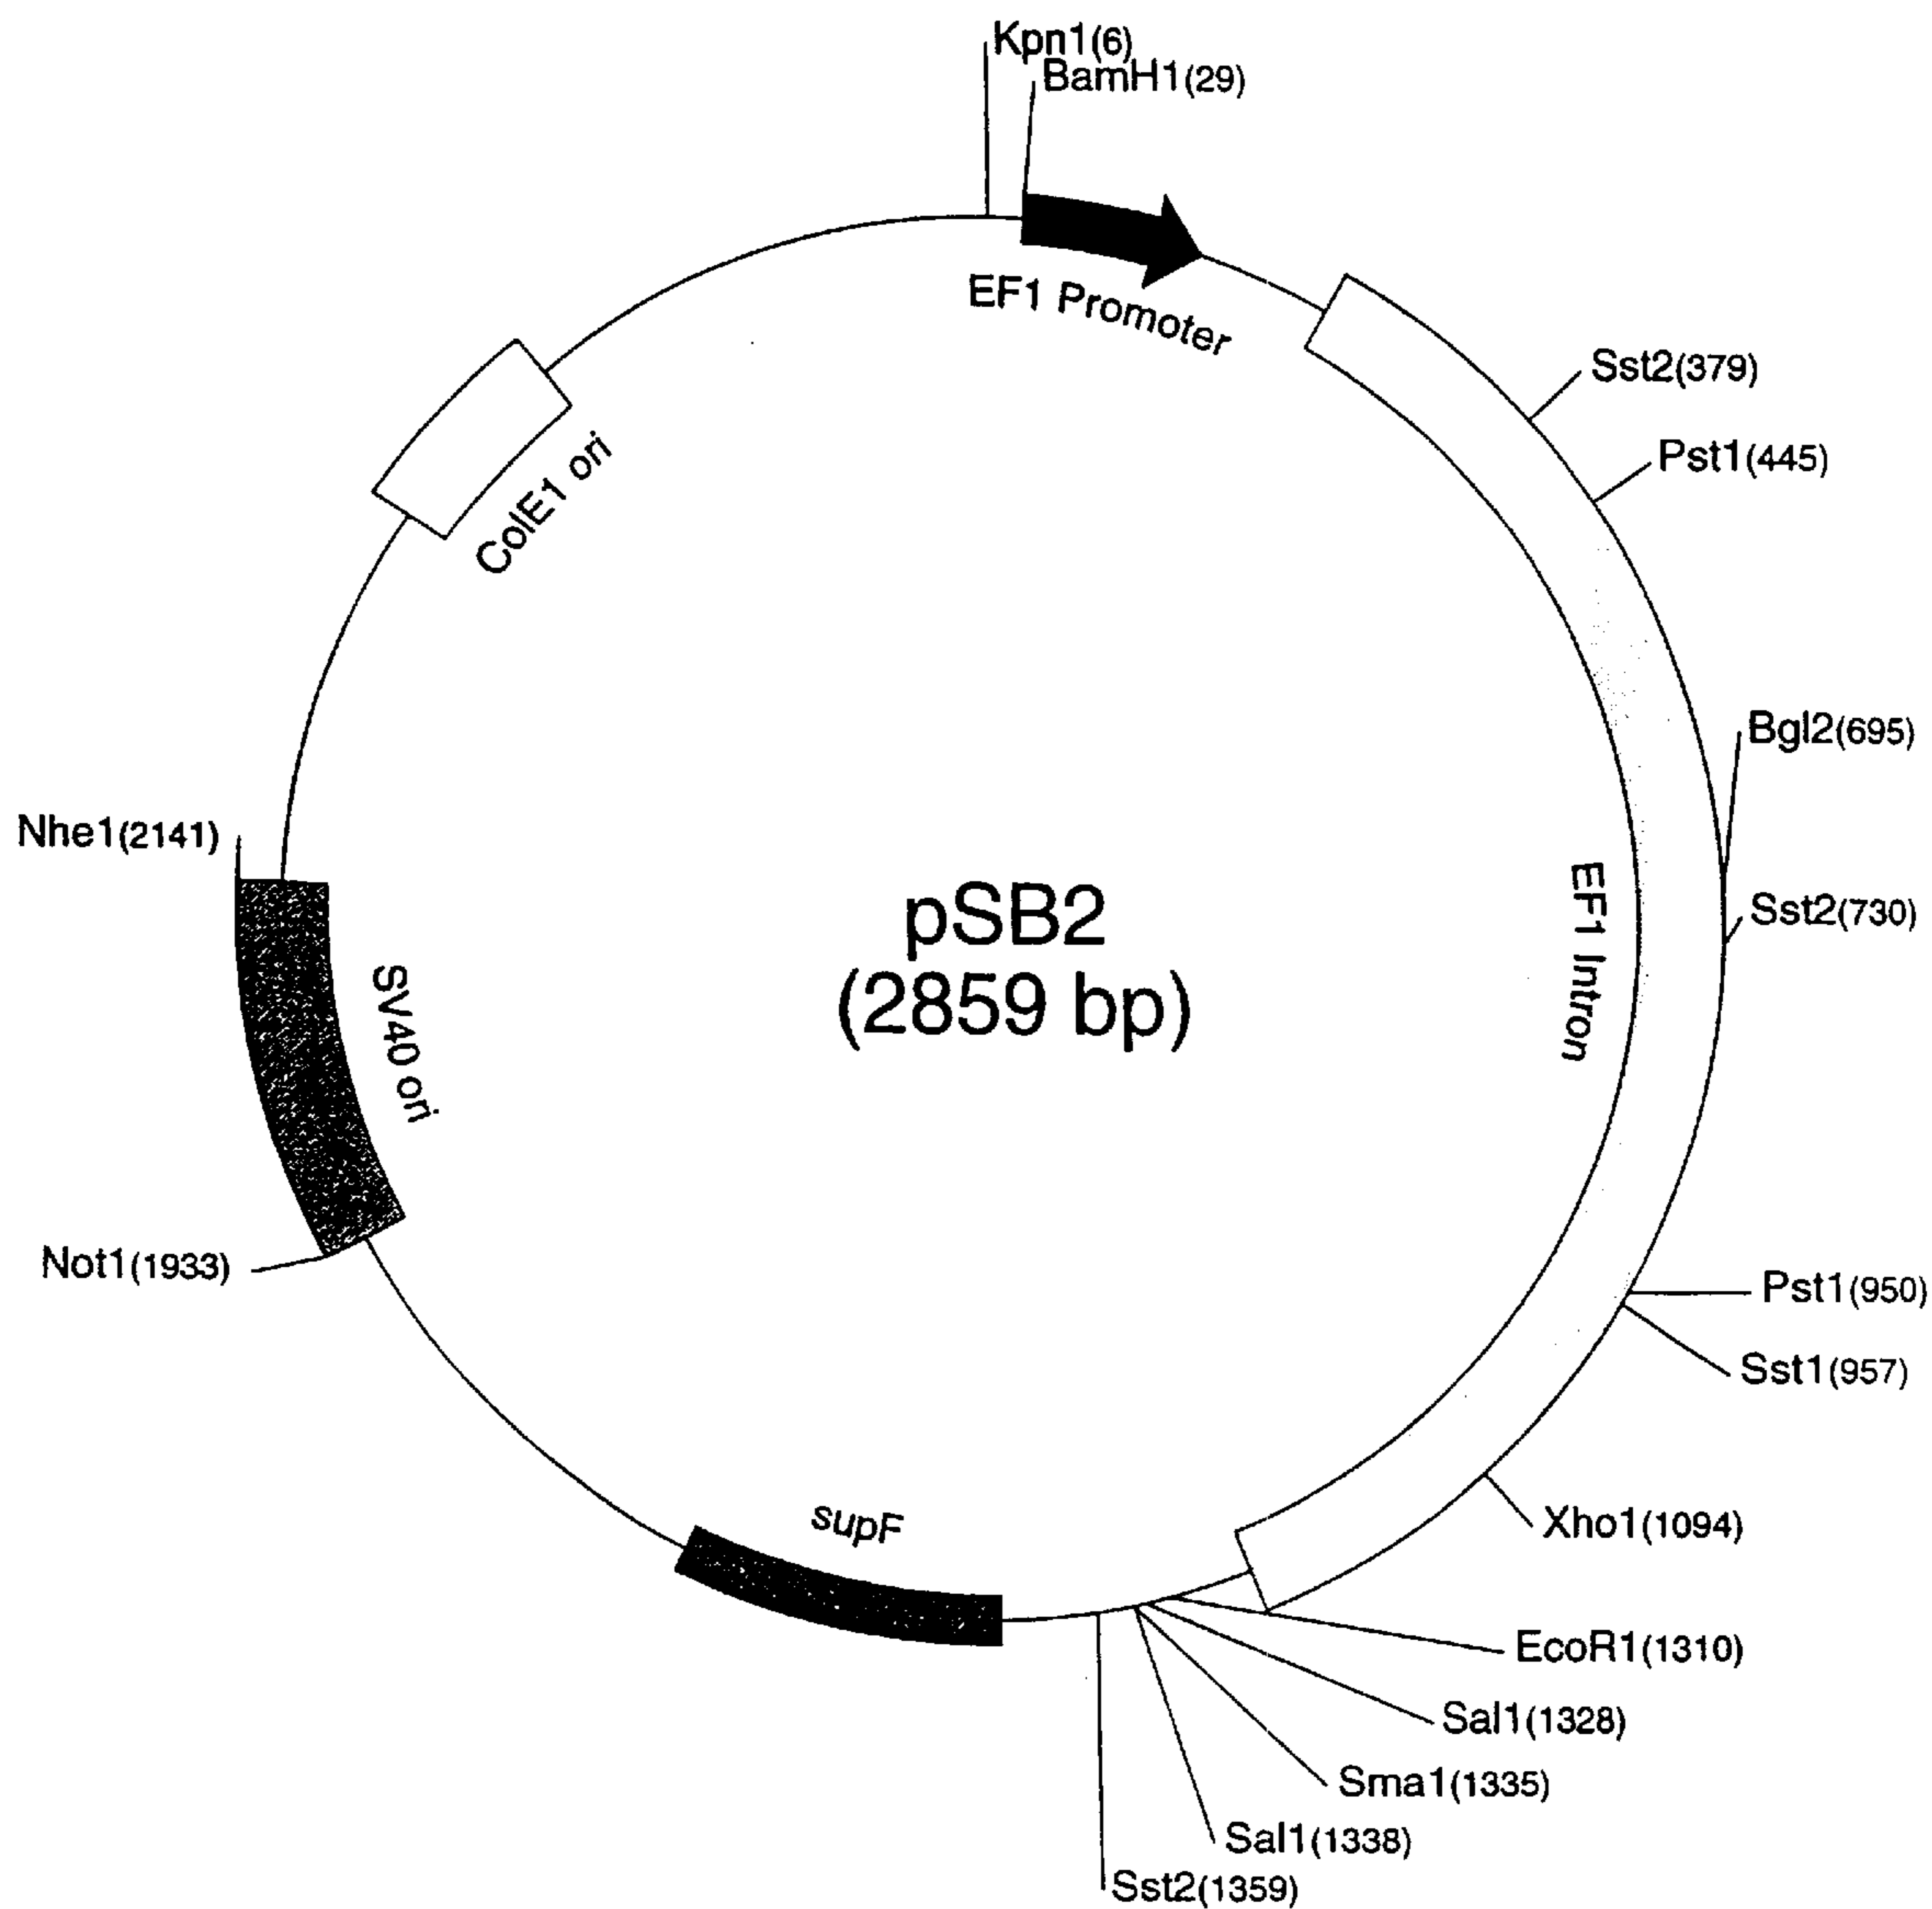 Kpn1(6)
BamH1(29)
EF1 Promoter
Sst2(379)
Pst1(445)
ColE1 ori
Bgl2(695)
Nhe1(2141)
pSB2
(2859 bp)
Sst2(730)
EF1 Intron
SV40 ori
Not1(1933)
Pst1(950)
Sst1(957)
supF
Xho1(1094)
EcoR1(1310)
Sal1(1328)
Sma1(1335)
Sal1(1338)
Sst2(1359)